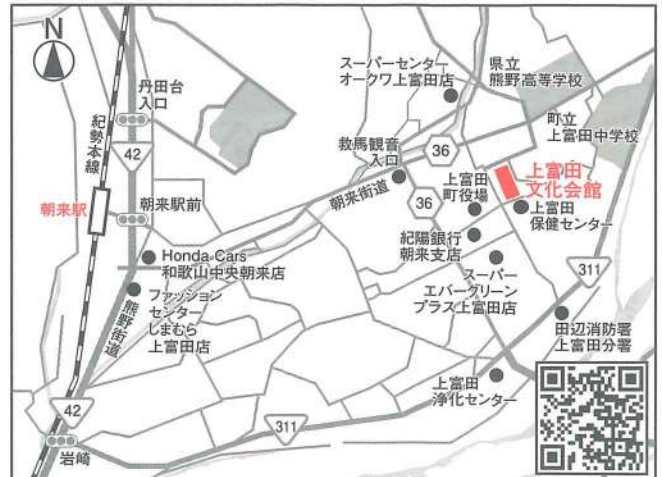 N
丹田台
入口
紀勢本線
42
朝来駅
朝来駅前
Honda Cars
和歌山中央朝来店
ファッション
センター
しまむら
上富田店
熊野街道
42
岩崎
スーパーセンター
オークワ上富田店
県立
熊野高等学校
町立
上富田中学校
救馬観音
入口
36
朝来街道
36
上富田
町役場
上富田
文化会館
上富田
保健センター
紀陽銀行
朝来支店
スーパー
エバーグリーン
プラス上富田店
311
田辺消防署
上富田分署
上富田
浄化センター
311